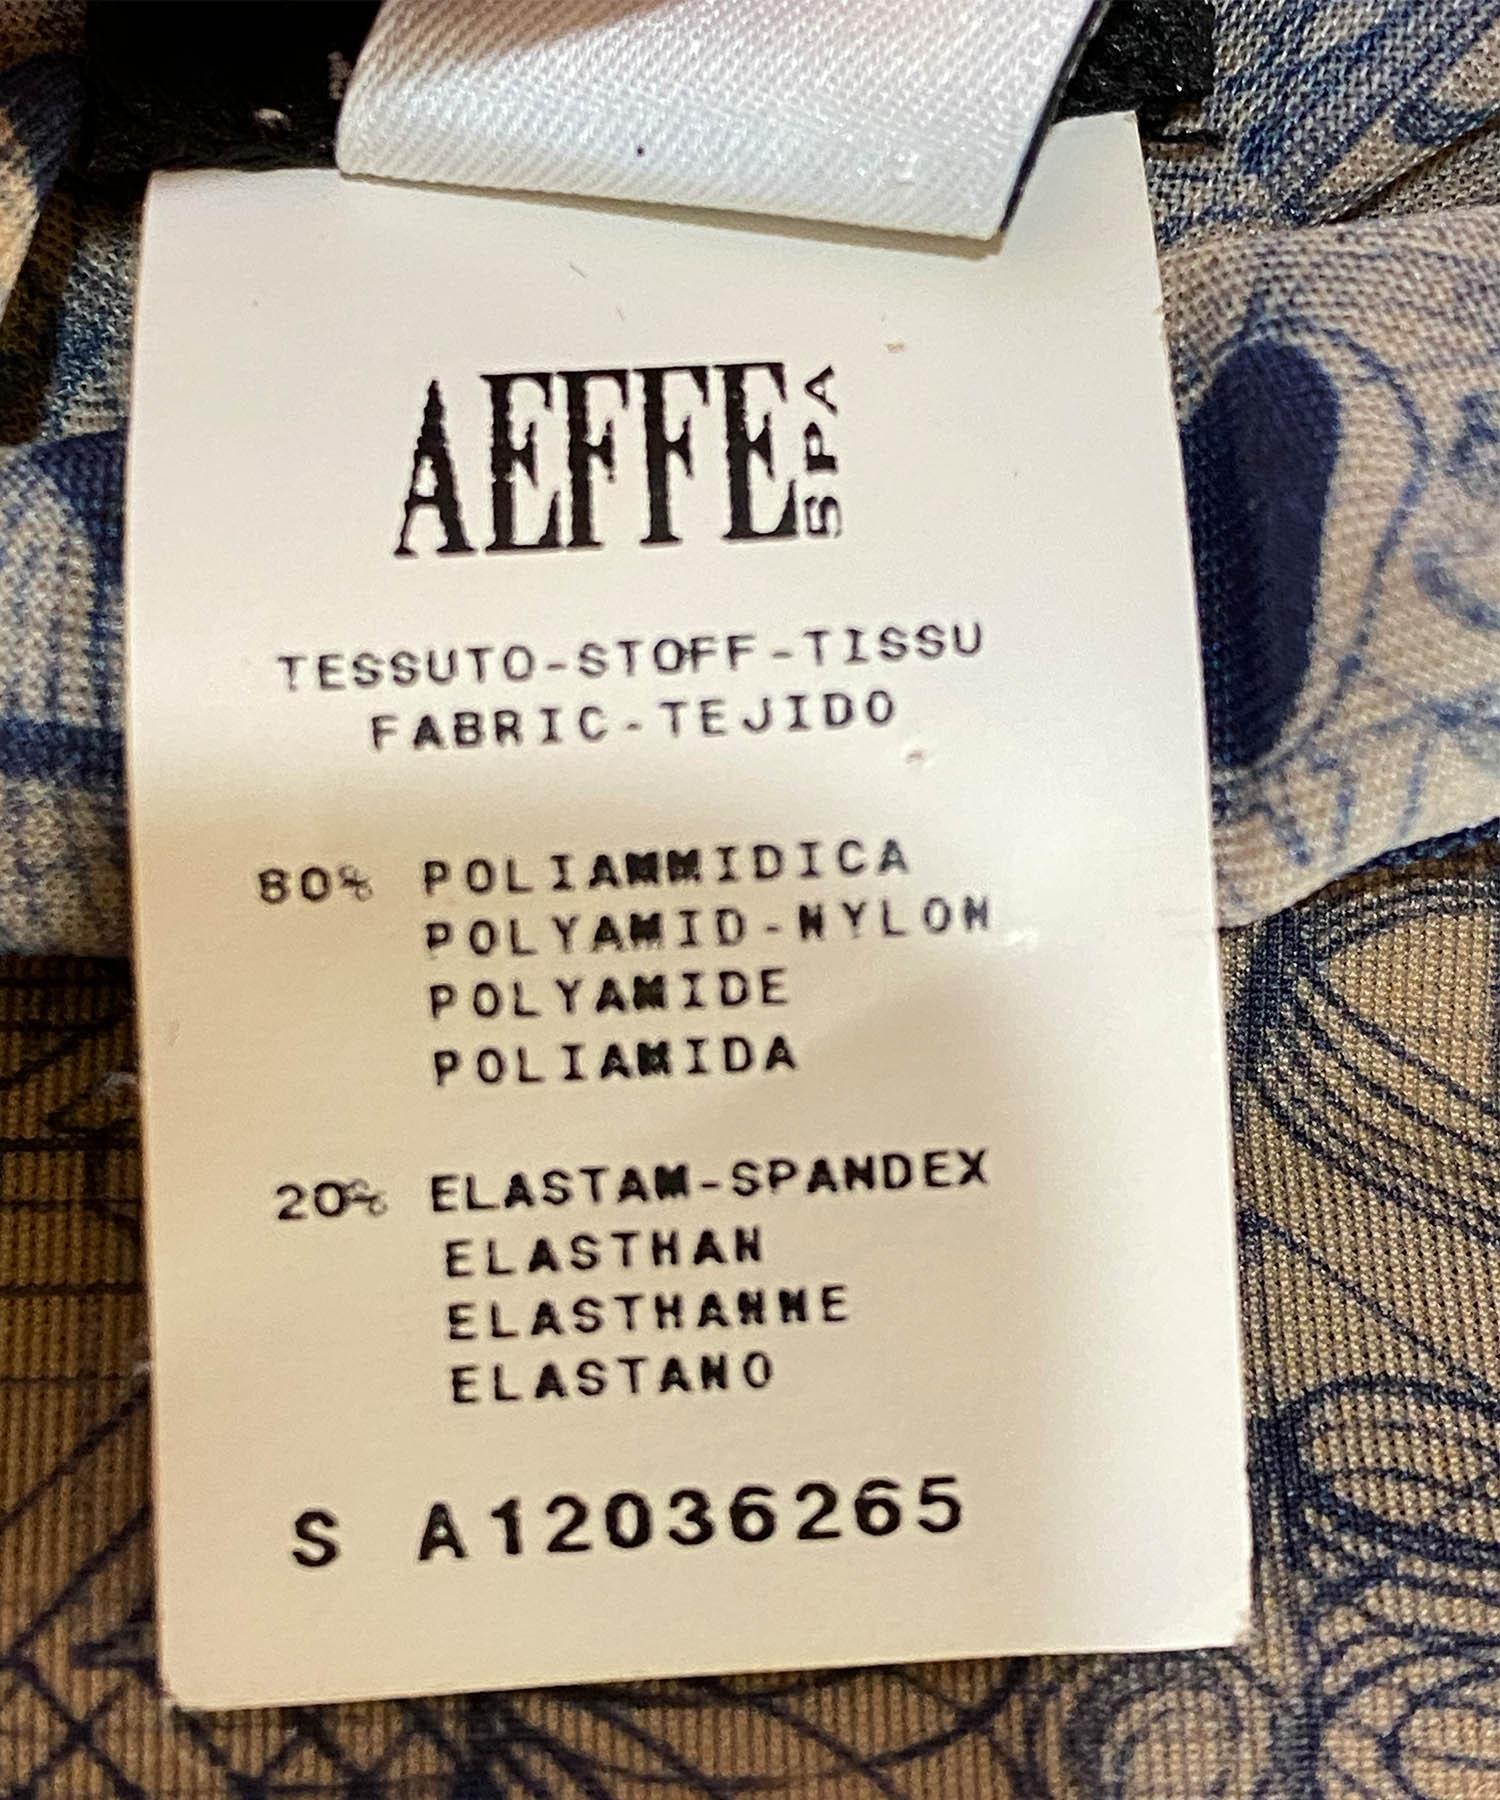 AEFFE SPA
TESSUTO-STOFF-TISSU
FABRIC-TEJIDO
80% POLIAMMIDICA
POLYAMID-NYLON
POLYAMIDE
POLIAMIDA
20% ELASTAM-SPANDEX
ELASTHAN
ELASTHANNE
ELASTANO
S A12036265